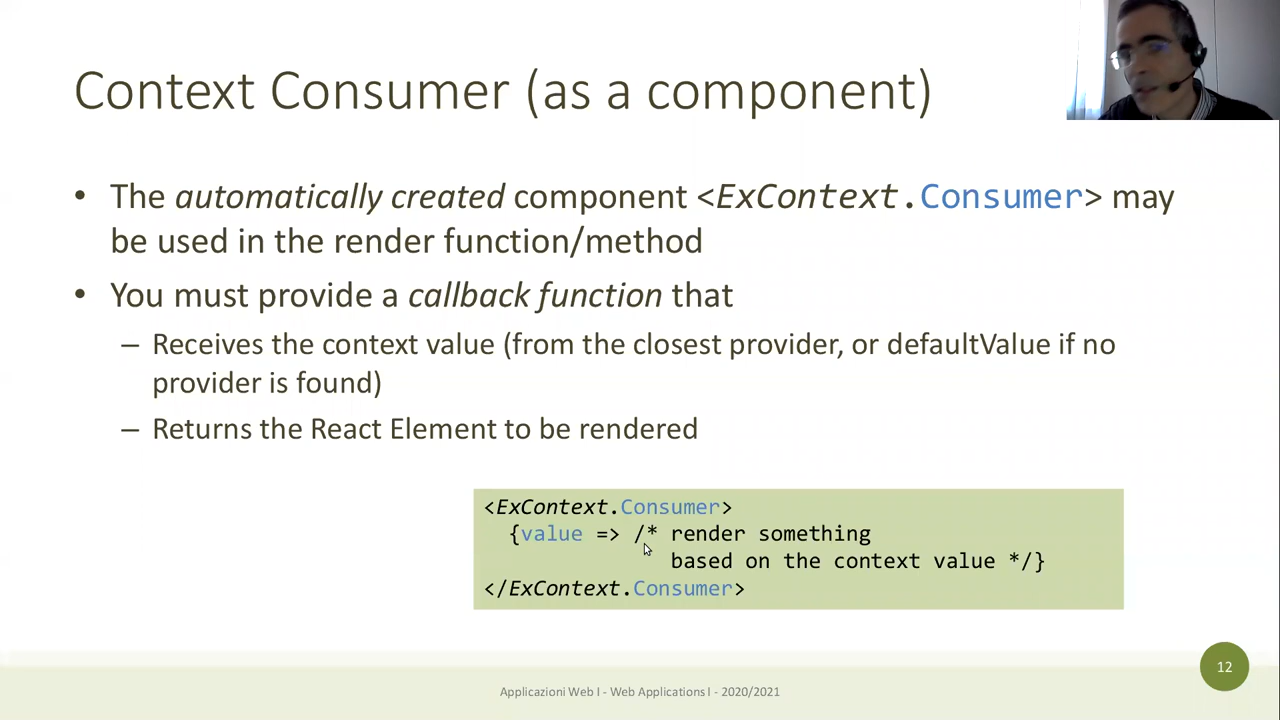 Context Consumer (as a component)
• The automatically created component <ExContext.Consumer> may
be used in the render function/method
• You must provide a callback function that
– Receives the context value (from the closest provider, or defaultValue if no
provider is found)
– Returns the React Element to be rendered
<ExContext.Consumer>
{value => /* render something
based on the context value */}
</ExContext.Consumer>
12
Applicazioni Web I - Web Applications I - 2020/2021